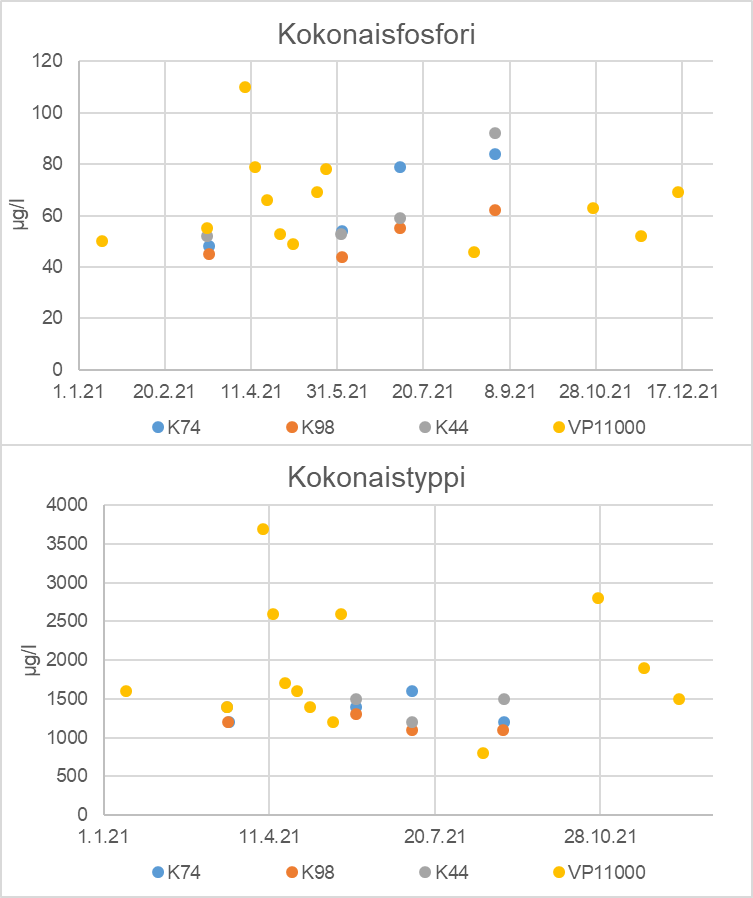 Kokonaisfosfori
120
100
80
60
40
20
0
µg/l
1.1.21 20.2.21 11.4.21 31.5.21 20.7.21 8.9.21 28.10.21 17.12.21
K74 K98 K44 VP11000
Kokonaistyppi
4000
3500
3000
2500
2000
1500
1000
500
0
µg/l
1.1.21 11.4.21 20.7.21 28.10.21
K74 K98 K44 VP11000